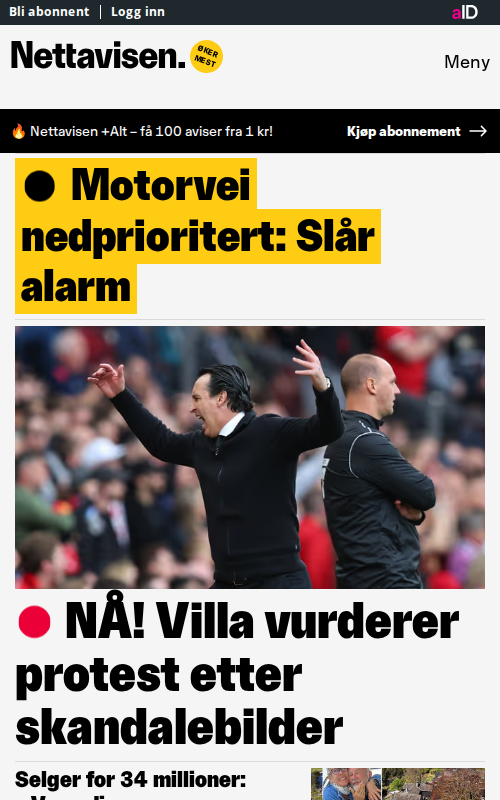 Bli abonnent | Logg inn
aID
Nettavisen.
ØKER
MEST
Meny
🔥 Nettavisen +Alt – få 100 aviser fra 1 kr!
Kjøp abonnement →
Motorvei
nedprioritert: Slår
alarm
NÅ! Villa vurderer
protest etter
skandalebilder
Selger for 34 millioner: